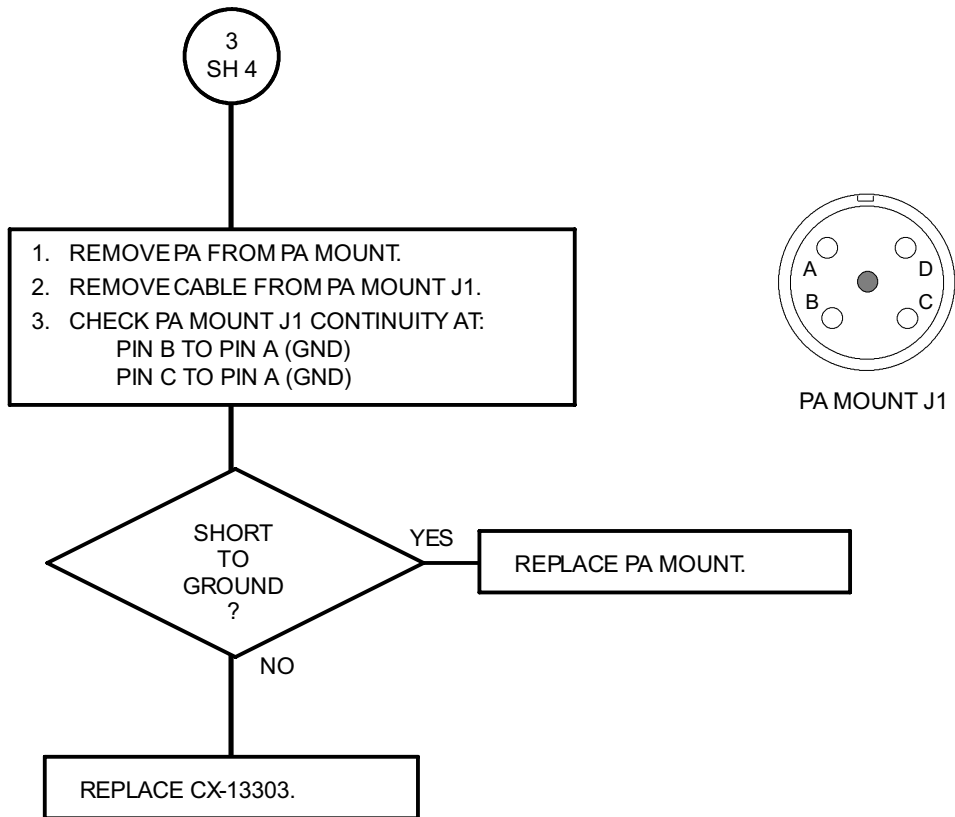 3
SH 4
1. REMOVE PA FROM PA MOUNT.
2. REMOVE CABLE FROM PA MOUNT J1.
3. CHECK PA MOUNT J1 CONTINUITY AT:
PIN B TO PIN A (GND)
PIN C TO PIN A (GND)
A
D
B
C
PA MOUNT J1
SHORT
TO
GROUND
?
YES
REPLACE PA MOUNT.
NO
REPLACE CX-13303.